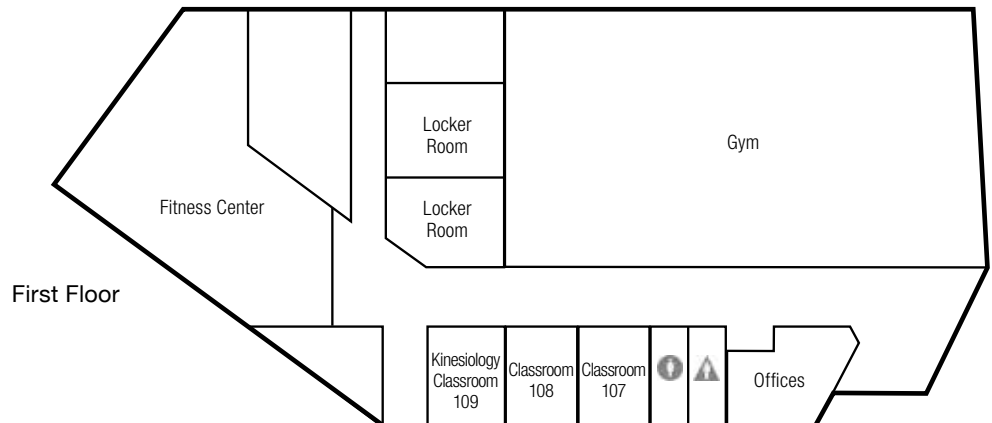 Locker
Room
Gym
Locker
Room
Fitness Center
First Floor
Kinesiology
Classroom
109
Classroom
108
Classroom
107
Offices